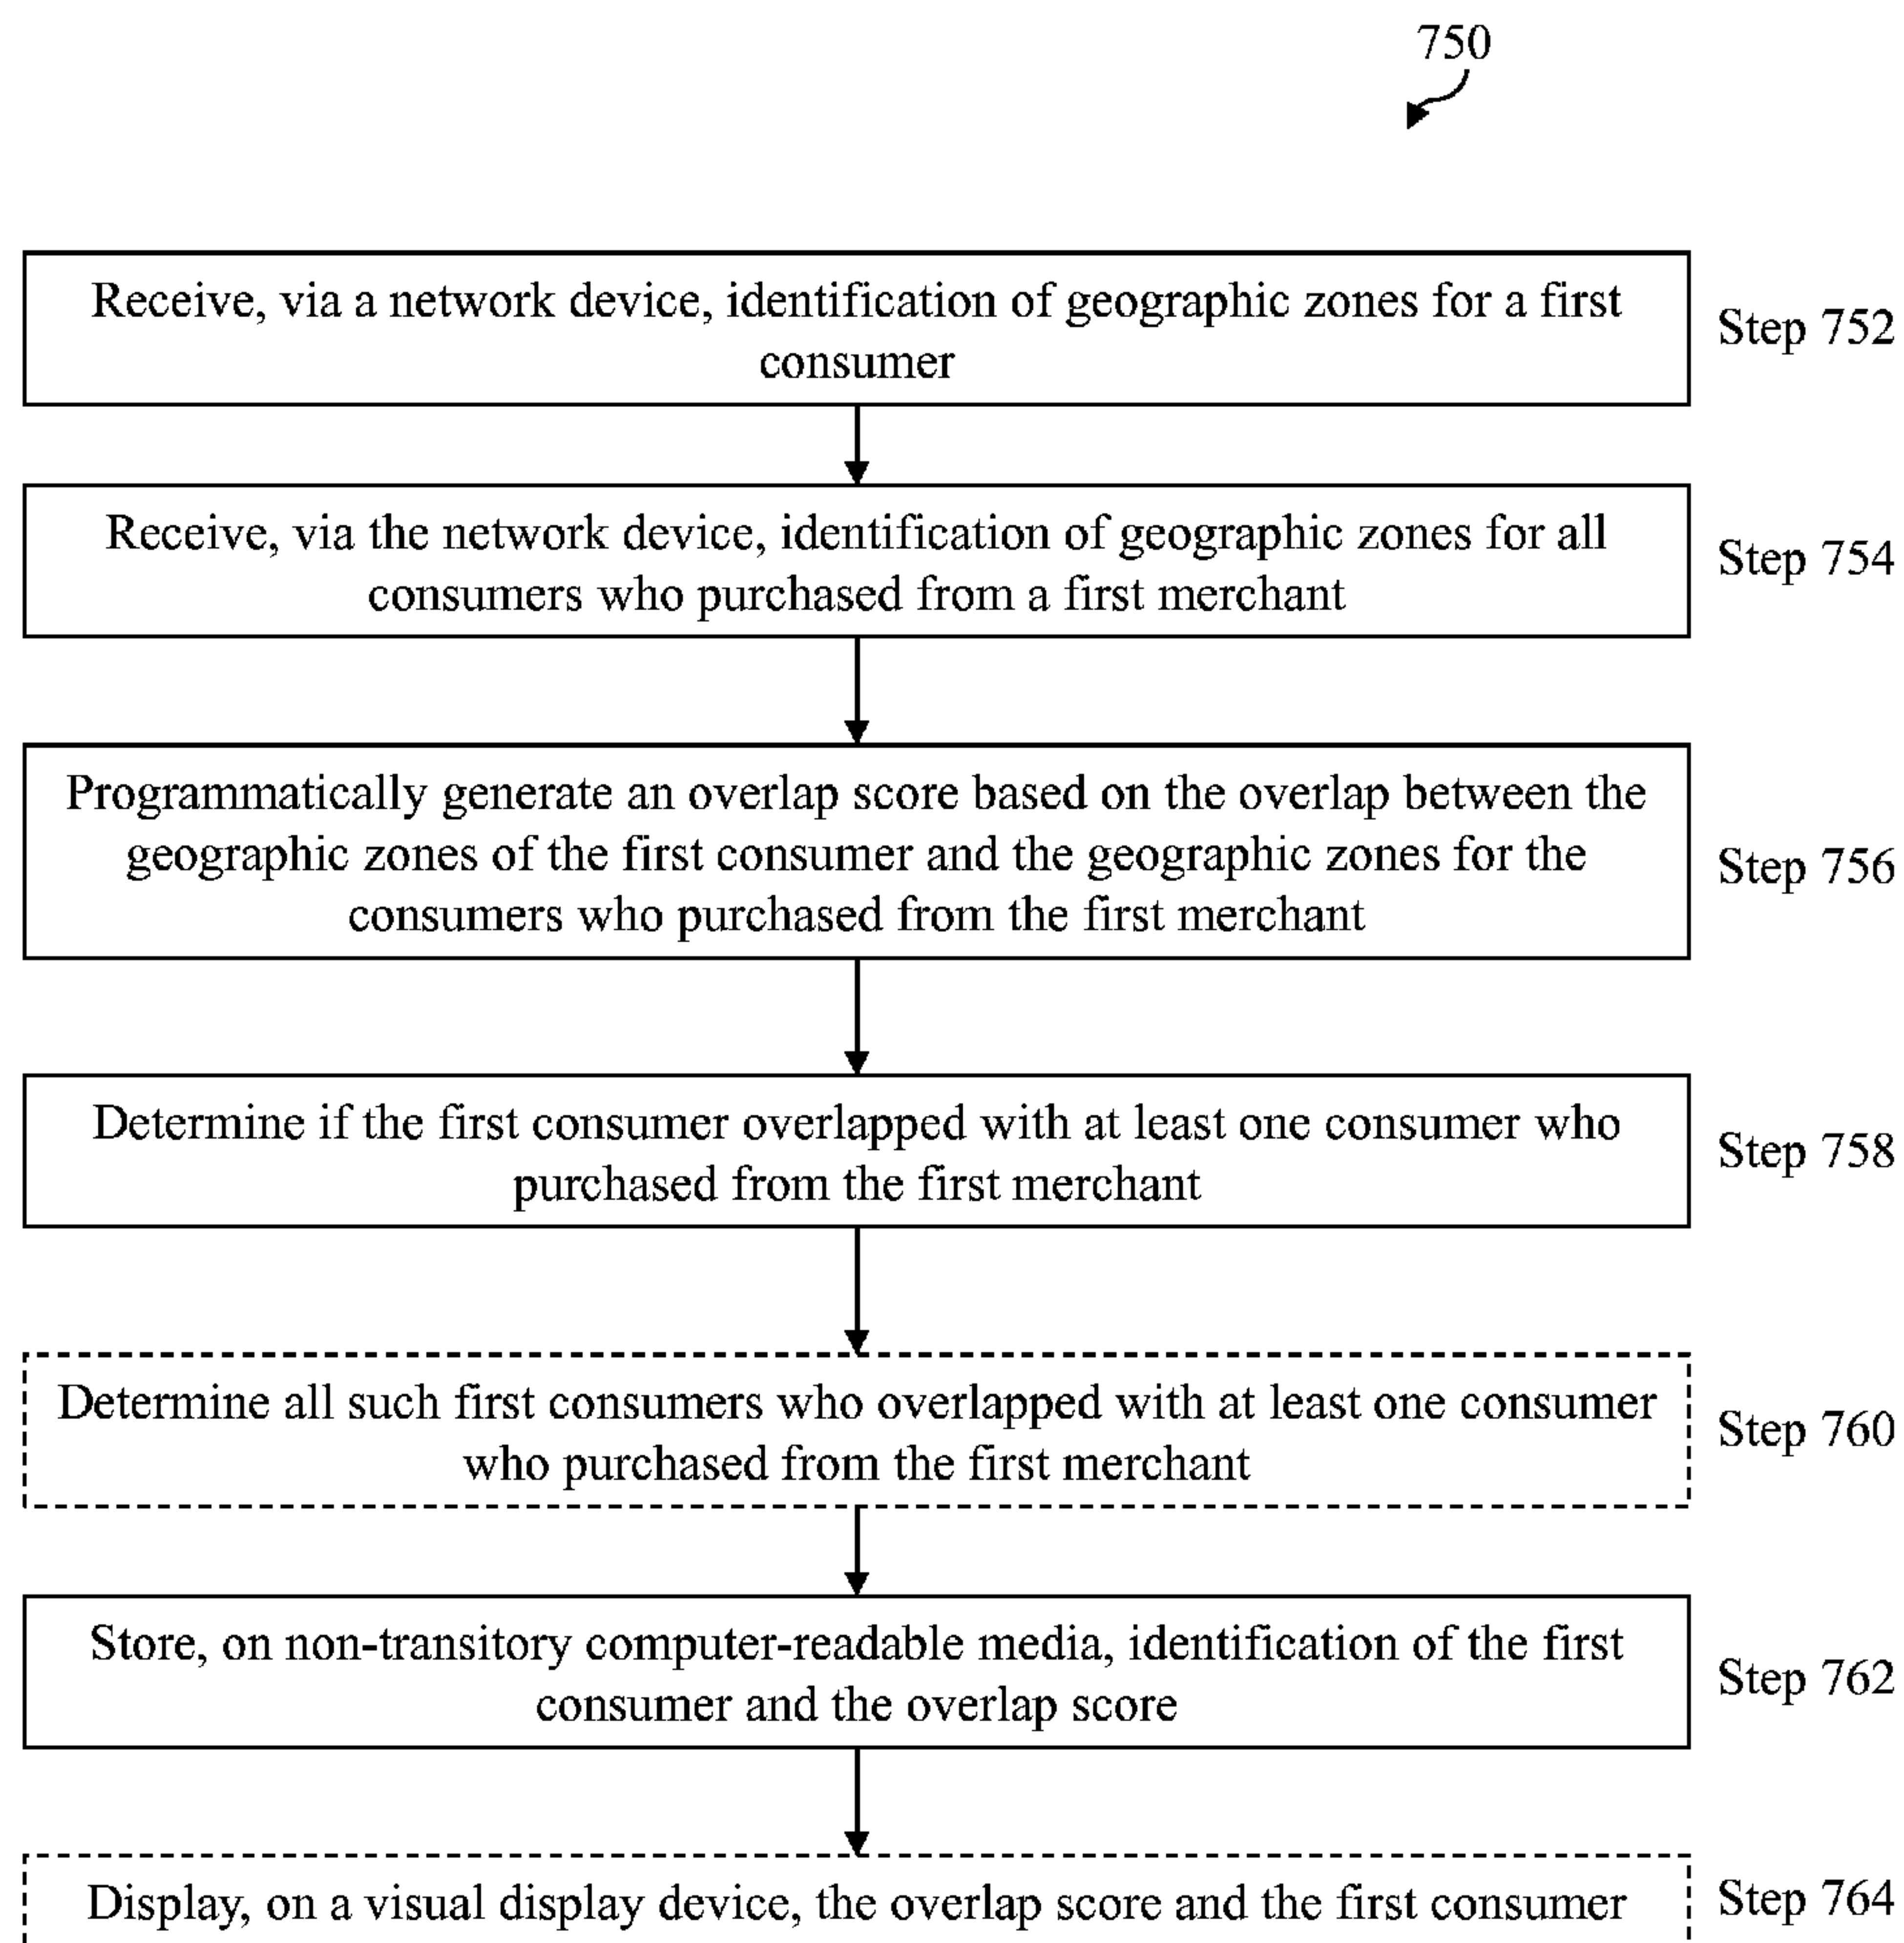 750
Receive, via a network device, identification of geographic zones for a first
consumer
Step 752
Receive, via the network device, identification of geographic zones for all
consumers who purchased from a first merchant
Step 754
Programmatically generate an overlap score based on the overlap between the
geographic zones of the first consumer and the geographic zones for the
consumers who purchased from the first merchant
Step 756
Determine if the first consumer overlapped with at least one consumer who
purchased from the first merchant
Step 758
Determine all such first consumers who overlapped with at least one consumer
who purchased from the first merchant
Step 760
Store, on non-transitory computer-readable media, identification of the first
consumer and the overlap score
Step 762
Display, on a visual display device, the overlap score and the first consumer
Step 764